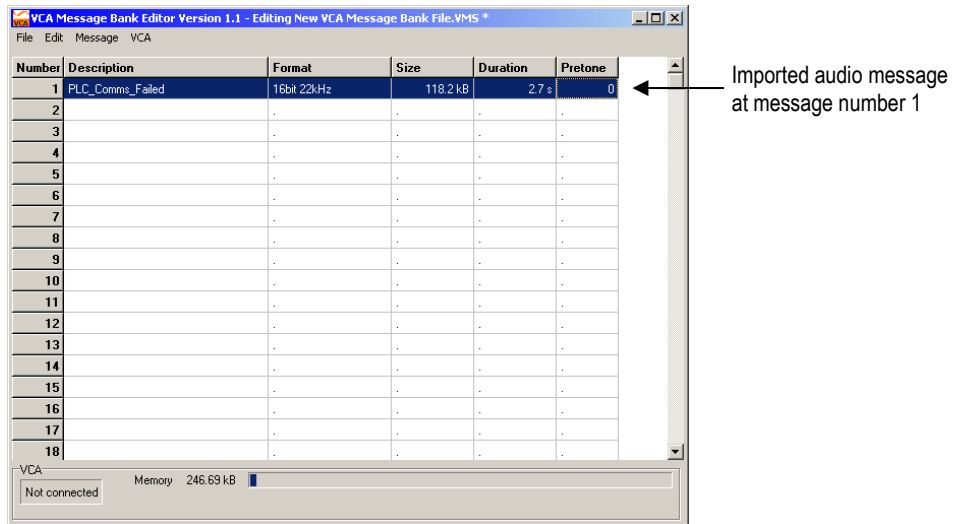 VCA Message Bank Editor Version 1.1 - Editing New VCA Message Bank File.VMS *
File Edit Message VCA
Number Description Format Size Duration Pretone
1 PLC_Comms_Failed 16bit 22kHz 118.2 kB 2.7 s 0
Imported audio message
at message number 1
2 . . . .
3 . . . .
4 . . . .
5 . . . .
6 . . . .
7 . . . .
8 . . . .
9 . . . .
10 . . . .
11 . . . .
12 . . . .
13 . . . .
14 . . . .
15 . . . .
16 . . . .
17 . . . .
18 . . . .
VCA
Not connected
Memory 246.69 kB